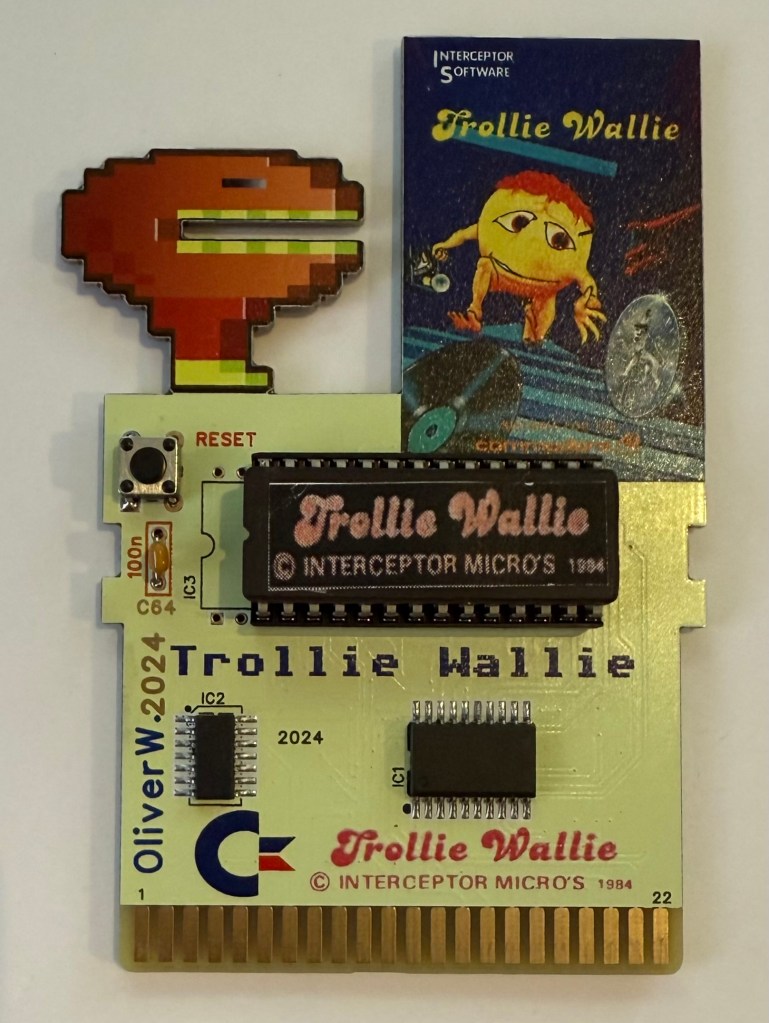 INTERCEPTOR
SOFTWARE
Trollie Wallie
commodore 64
RESET
Trollie Wallie
© INTERCEPTOR MICRO'S 1984
100n
C64
IC3
Trollie Wallie
OliverW.2024
IC2
2024
IC1
Trollie Wallie
© INTERCEPTOR MICRO'S 1984
1
22